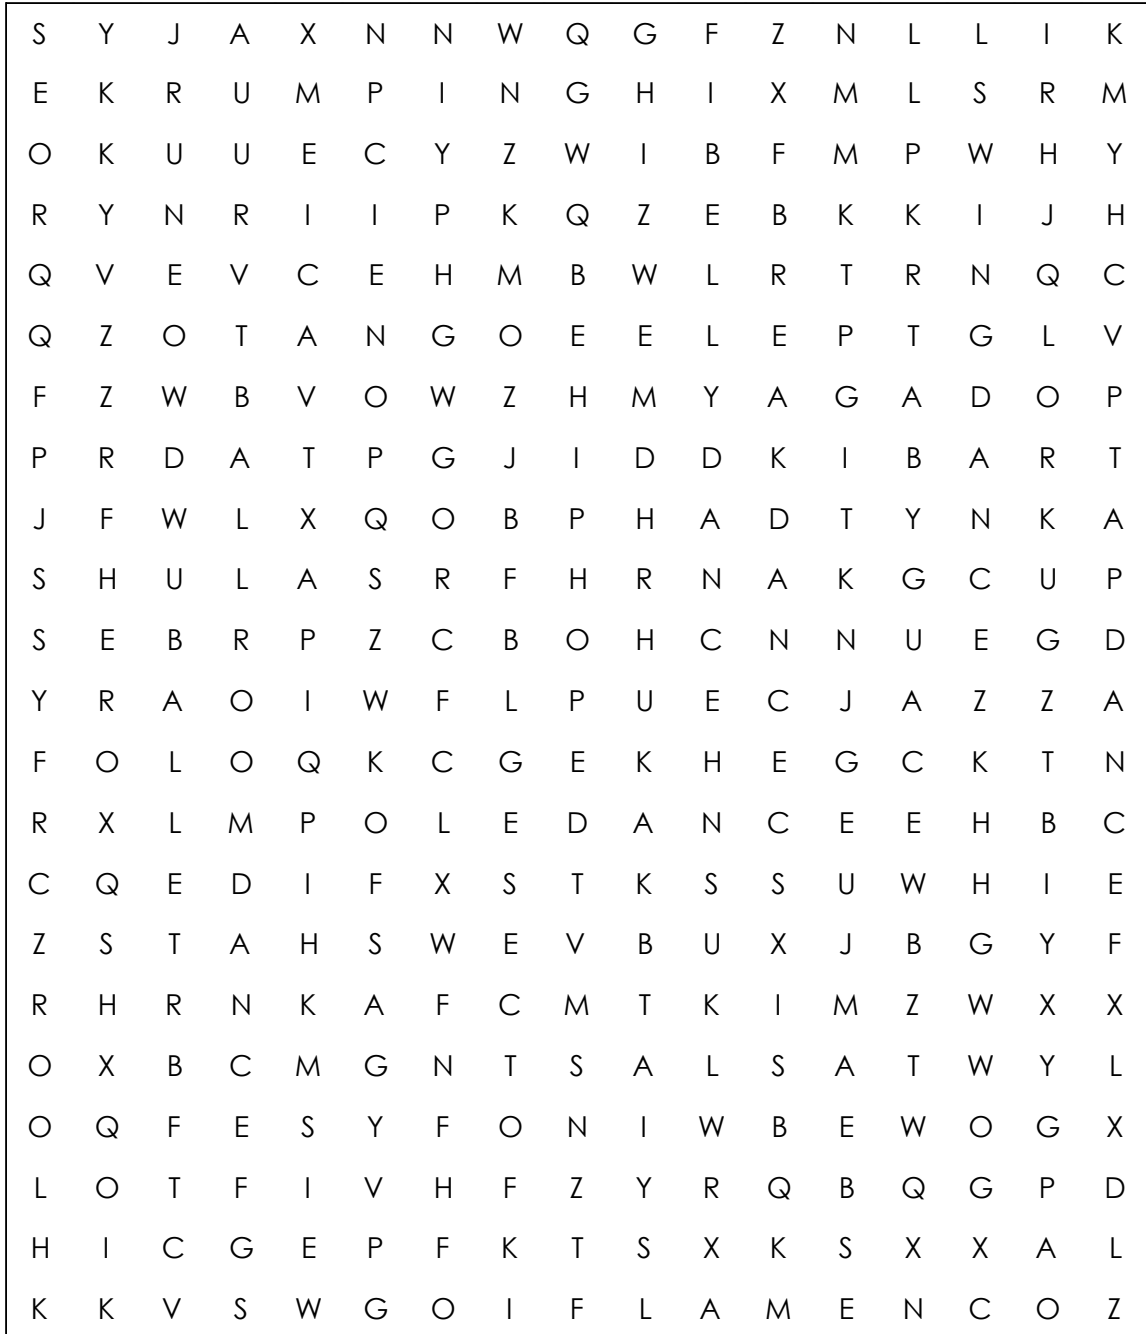 S Y J A X N N W Q G F Z N L L I K
E K R U M P I N G H I X M L S R M
O K U U E C Y Z W I B F M P W H Y
R Y N R I I P K Q Z E B K K I J H
Q V E V C E H M B W L R T R N Q C
Q Z O T A N G O E E L E P T G L V
F Z W B V O W Z H M Y A G A D O P
P R D A T P G J I D D K I B A R T
J F W L X Q O B P H A D T Y N K A
S H U L A S R F H R N A K G C U P
S E B R P Z C B O H C N N U E G D
Y R A O I W F L P U E C J A Z Z A
F O L O Q K C G E K H E G C K T N
R X L M P O L E D A N C E E H B C
C Q E D I F X S T K S S U W H I E
Z S T A H S W E V B U X J B G Y F
R H R N K A F C M T K I M Z W X X
O X B C M G N T S A L S A T W Y L
O Q F E S Y F O N I W B E W O G X
L O T F I V H F Z Y R Q B Q G P D
H I C G E P F K T S X K S X X A L
K K V S W G O I F L A M E N C O Z